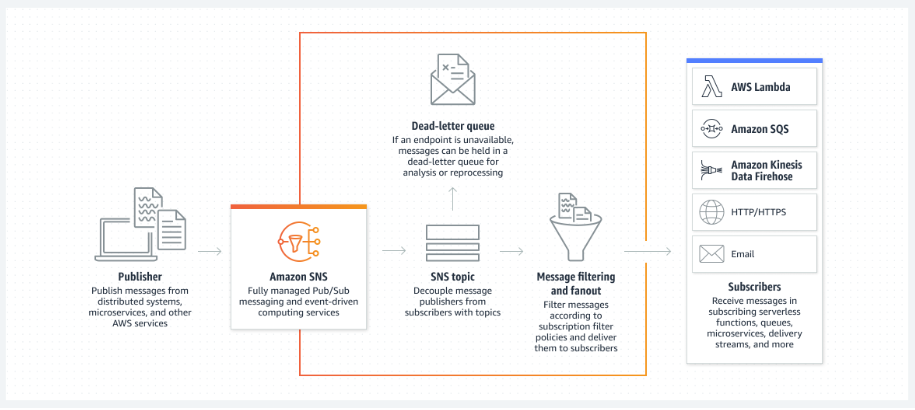 Dead-letter queue
If an endpoint is unavailable,
messages can be held in a
dead-letter queue for
analysis or reprocessing
Publisher
Publish messages from
distributed systems,
microservices, and other
AWS services
Amazon SNS
Fully managed Pub/Sub
messaging and event-driven
computing services
SNS topic
Decouple message
publishers from
subscribers with topics
Message filtering
and fanout
Filter messages
according to
subscription filter
policies and deliver
them to subscribers
AWS Lambda
Amazon SQS
Amazon Kinesis
Data Firehose
HTTP/HTTPS
Email
Subscribers
Receive messages in
subscribing serverless
functions, queues,
microservices, delivery
streams, and more